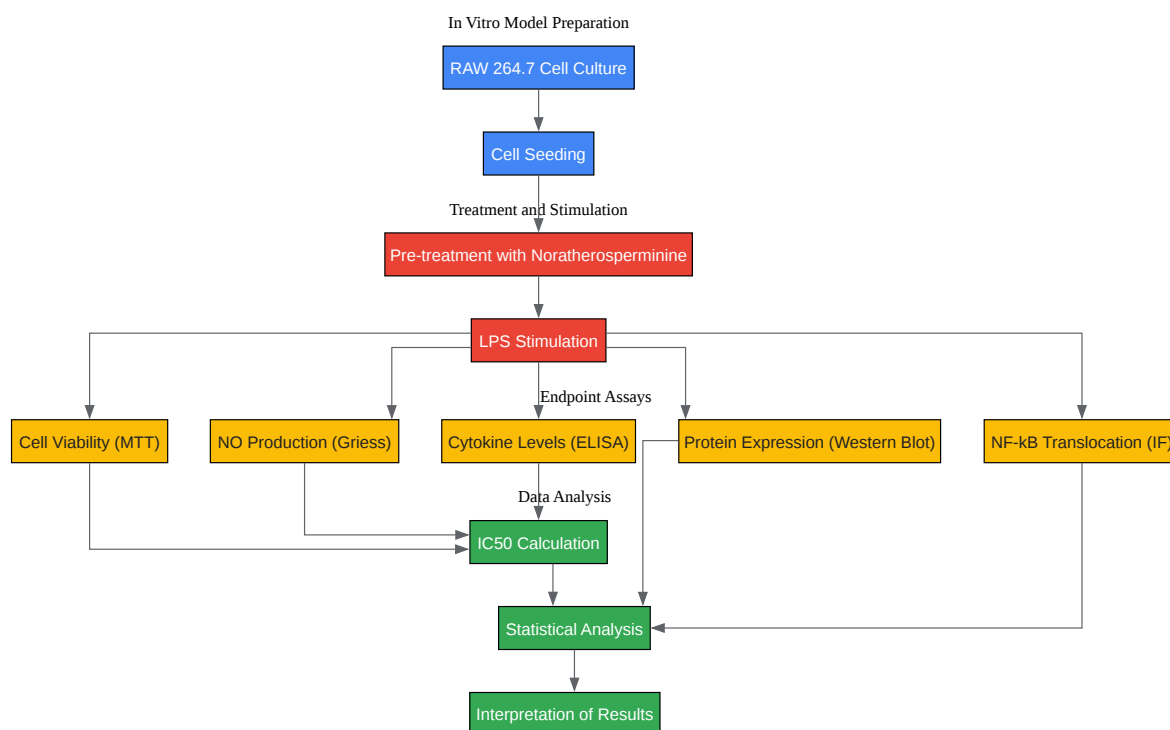 In Vitro Model Preparation
RAW 264.7 Cell Culture
Cell Seeding
Treatment and Stimulation
Pre-treatment with Noratherosperminine
LPS Stimulation
Endpoint Assays
Cell Viability (MTT)
NO Production (Griess)
Cytokine Levels (ELISA)
Protein Expression (Western Blot)
NF-kB Translocation (IF)
Data Analysis
IC50 Calculation
Statistical Analysis
Interpretation of Results